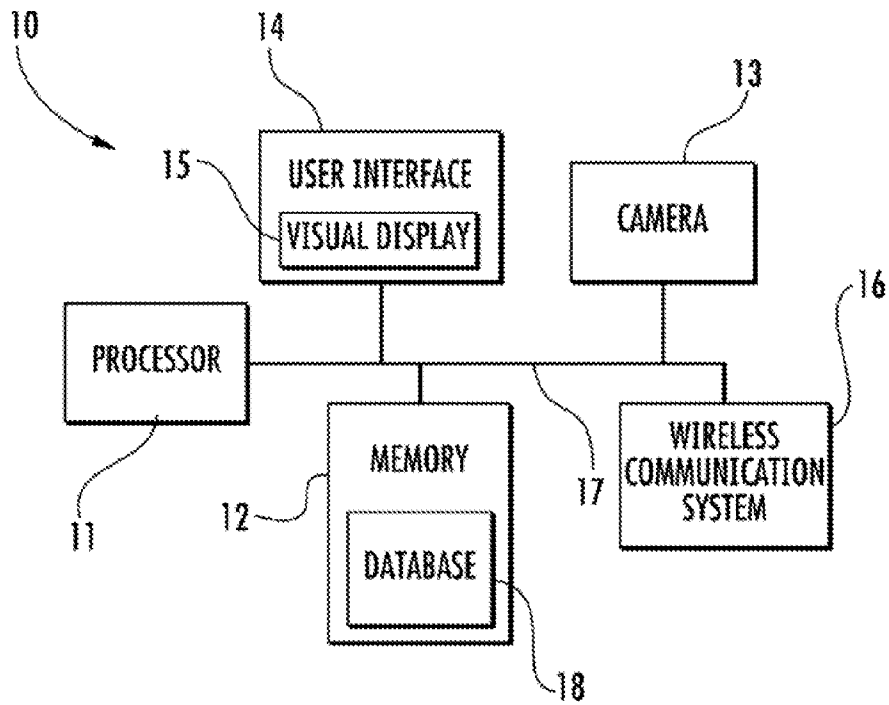 10
14
13
15
USER INTERFACE
VISUAL DISPLAY
CAMERA
16
PROCESSOR
WIRELESS
COMMUNICATION
SYSTEM
MEMORY
17
12
11
DATABASE
18